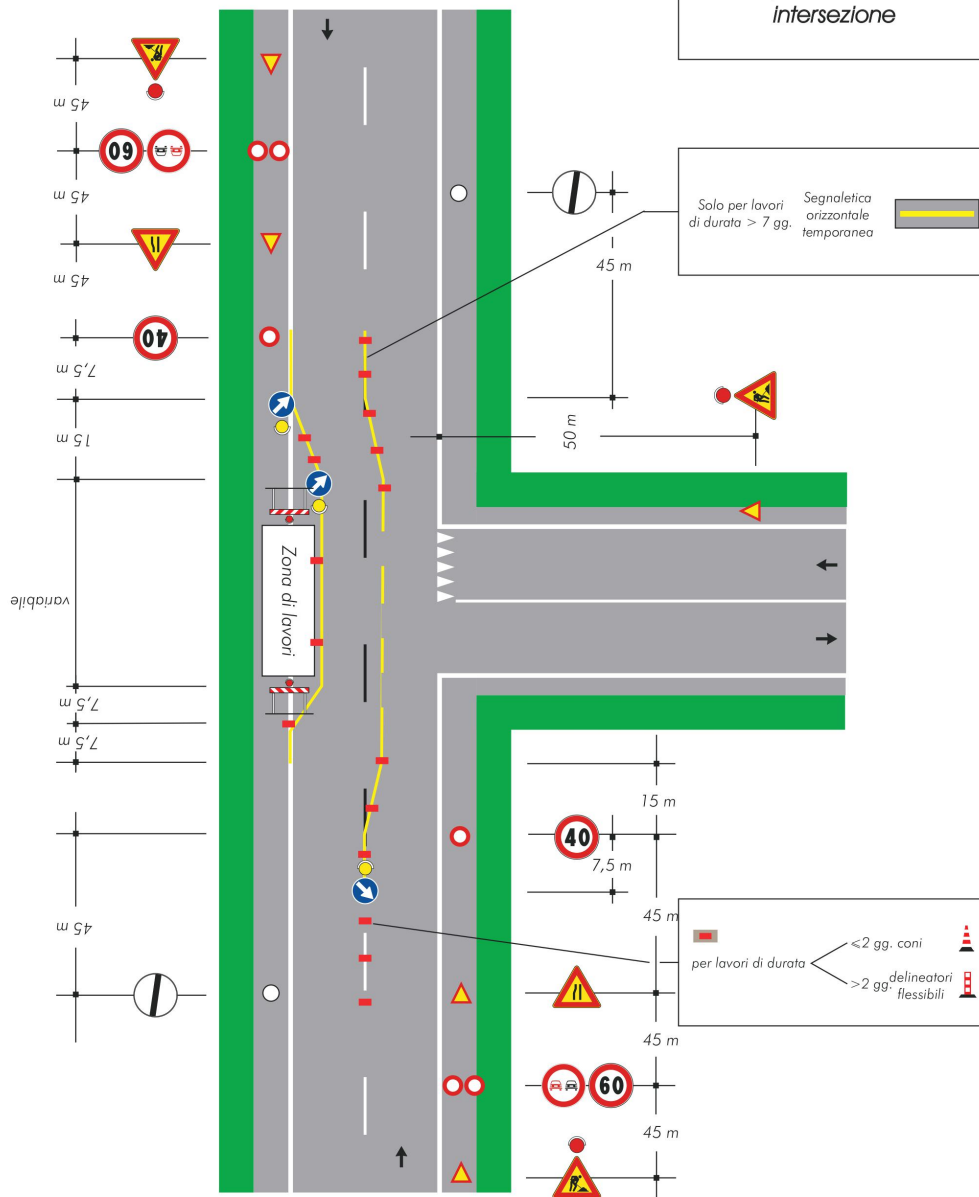 intersezione
Solo per lavori
di durata > 7 gg.
Segnaletica
orizzontale
temporanea
45 m
45 m
45 m
7,5 m
15 m
variabile
7,5 m
7,5 m
45 m
60
40
Zona di lavori
45 m
50 m
15 m
40
7,5 m
45 m
per lavori di durata
≤2 gg. coni
>2 gg. delineatori
flessibili
45 m
60
45 m